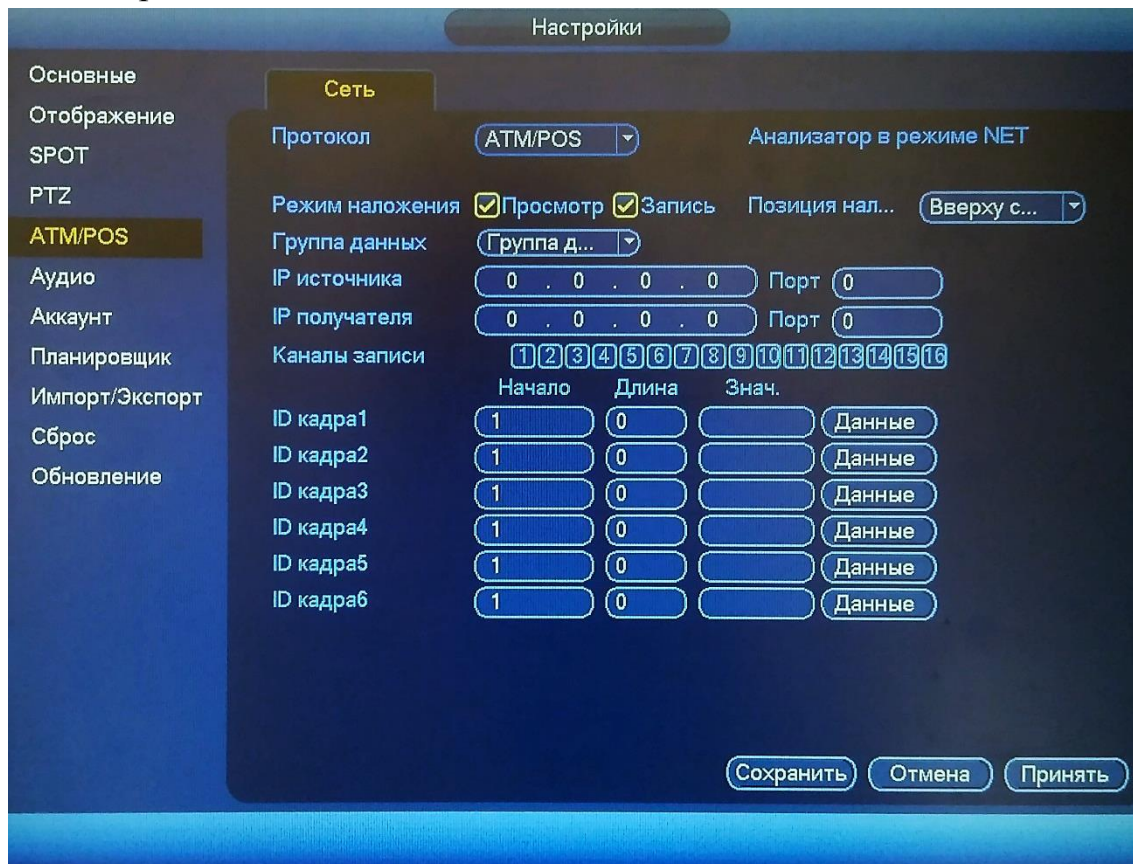 Настройки
Основные
Отображение
SPOT
PTZ
ATM/POS
Аудио
Аккаунт
Планировщик
Импорт/Экспорт
Сброс
Обновление
Сеть
Протокол ATM/POS Анализатор в режиме NET
Режим наложения Просмотр Запись Позиция нал... Вверху с...
Группа данных Группа д...
IP источника 0 . 0 . 0 . 0 Порт 0
IP получателя 0 . 0 . 0 . 0 Порт 0
Каналы записи 1 2 3 4 5 6 7 8 9 10 11 12 13 14 15 16
Начало Длина Знач.
ID кадра1 1 0 Данные
ID кадра2 1 0 Данные
ID кадра3 1 0 Данные
ID кадра4 1 0 Данные
ID кадра5 1 0 Данные
ID кадра6 1 0 Данные
Сохранить Отмена Принять